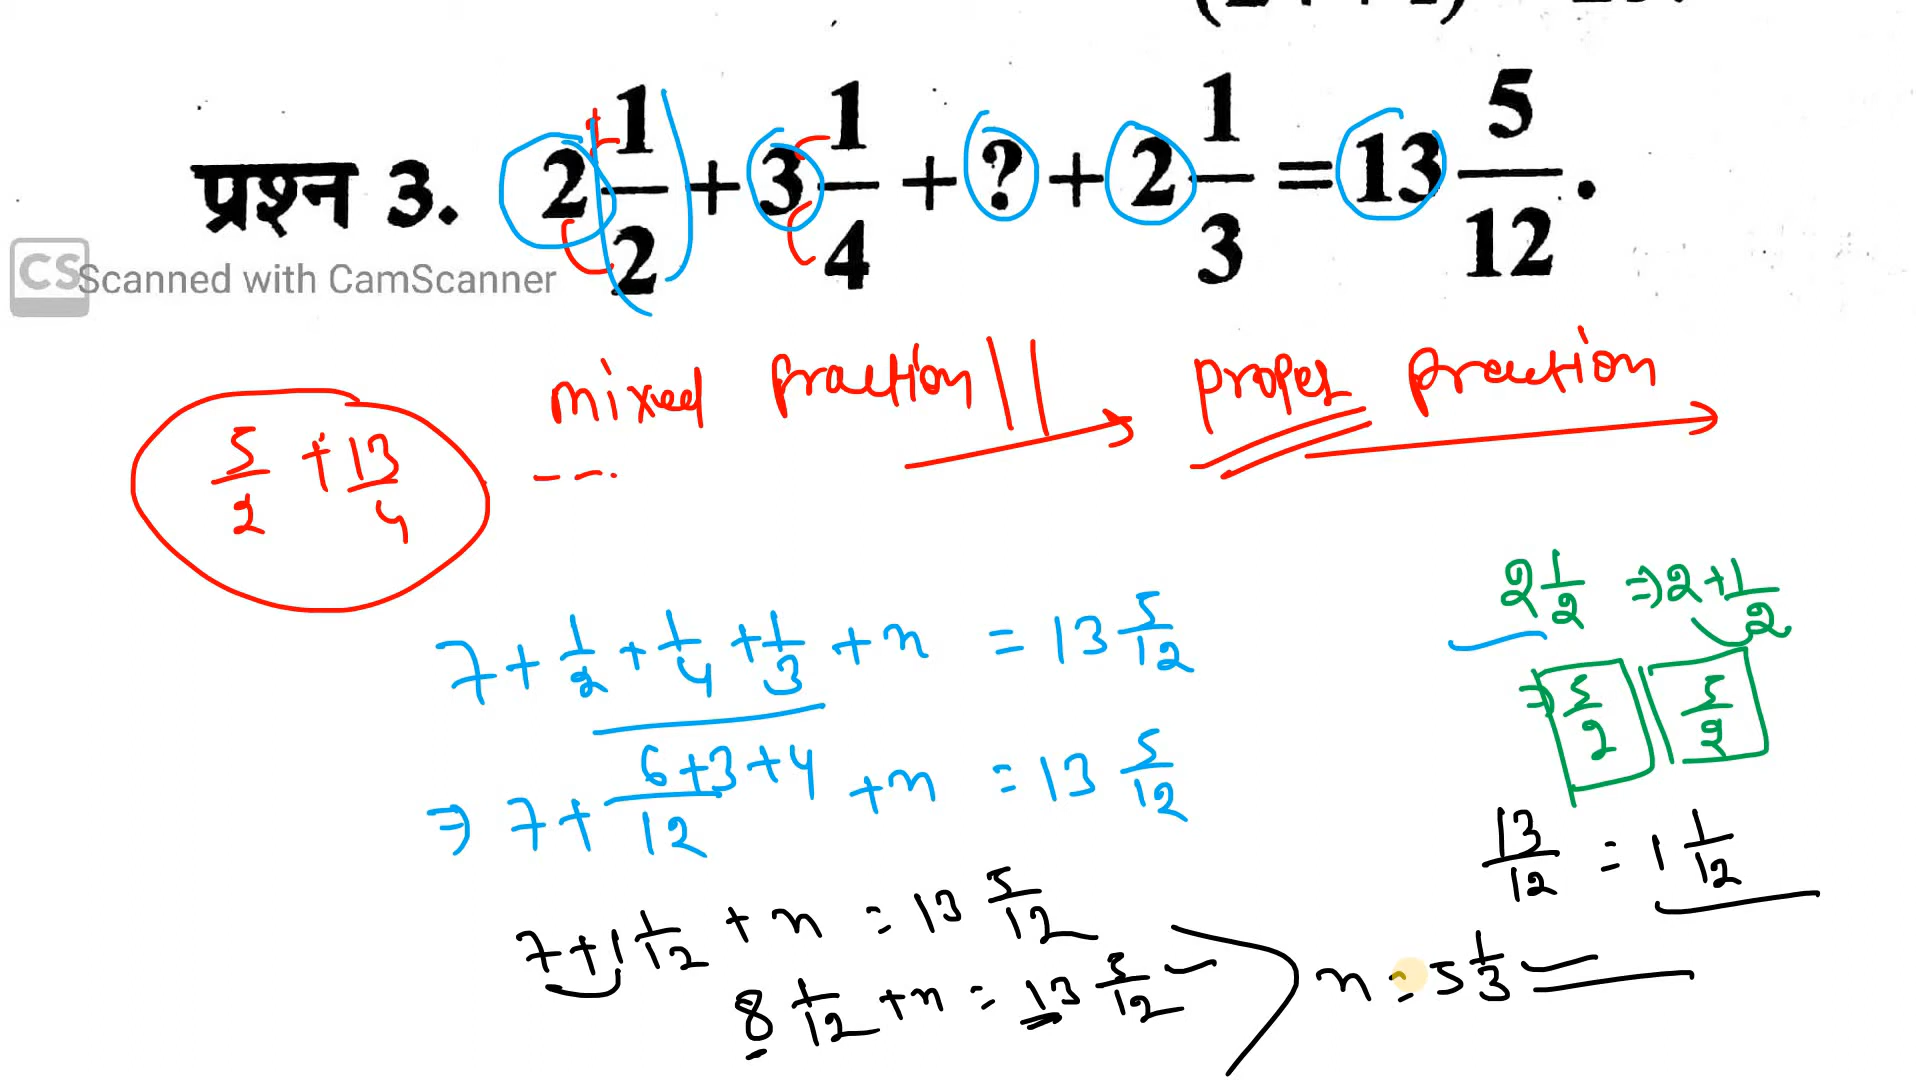 प्रश्न 3. 2 1/2 + 3 1/4 + ? + 2 1/3 = 13 5/12.
CS Scanned with CamScanner
mixed fraction || proper fraction
5/2 + 13/4
2 1/2 ⇒ 2 + 1/2
⇒ 5/2 5/2
7 + 1/2 + 1/4 + 1/3 + n = 13 5/12
⇒ 7 + 6+3+4/12 + n = 13 5/12
13/12 = 1 1/12
7 + 1 1/12 + n = 13 5/12
8 1/12 + n = 13 5/12
n = 5 1/3